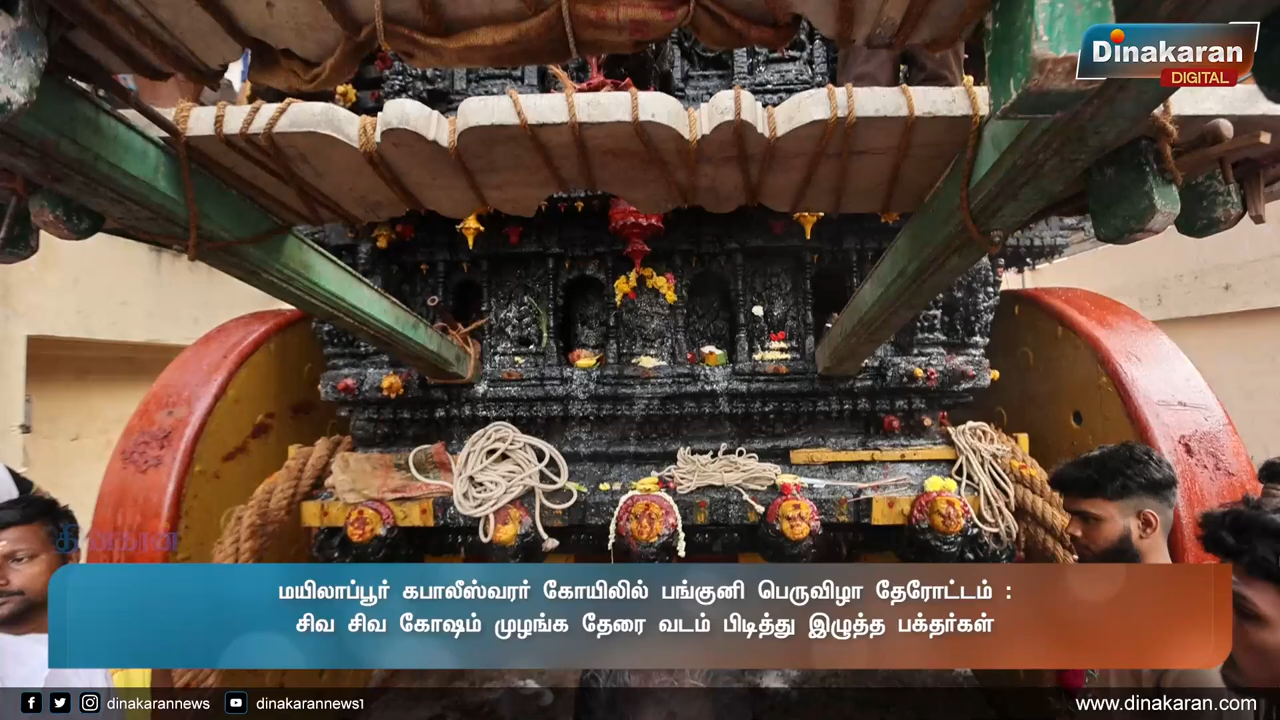 Dinakaran
DIGITAL
தினகரன்
மயிலாப்பூர் கபாலீஸ்வரர் கோயிலில் பங்குனி பெருவிழா தேரோட்டம் :
சிவ சிவ கோஷம் முழங்க தேரை வடம் பிடித்து இழுத்த பக்தர்கள்
dinakarannews
dinakarannews1
www.dinakaran.com